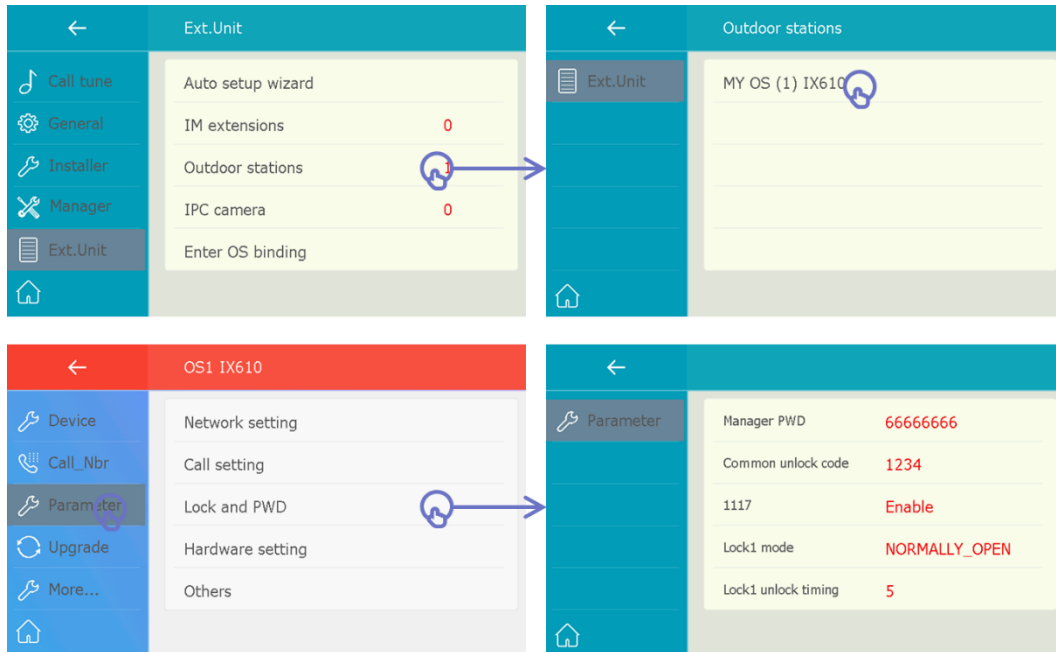 Ext.Unit
Call tune
General
Installer
Manager
Ext.Unit
Auto setup wizard
IM extensions 0
Outdoor stations 1
IPC camera 0
Enter OS binding
Outdoor stations
Ext.Unit
MY OS (1) IX610
OS1 IX610
Device
Call_Nbr
Parameter
Upgrade
More...
Network setting
Call setting
Lock and PWD
Hardware setting
Others
Parameter
Manager PWD 66666666
Common unlock code 1234
1117 Enable
Lock1 mode NORMALLY_OPEN
Lock1 unlock timing 5